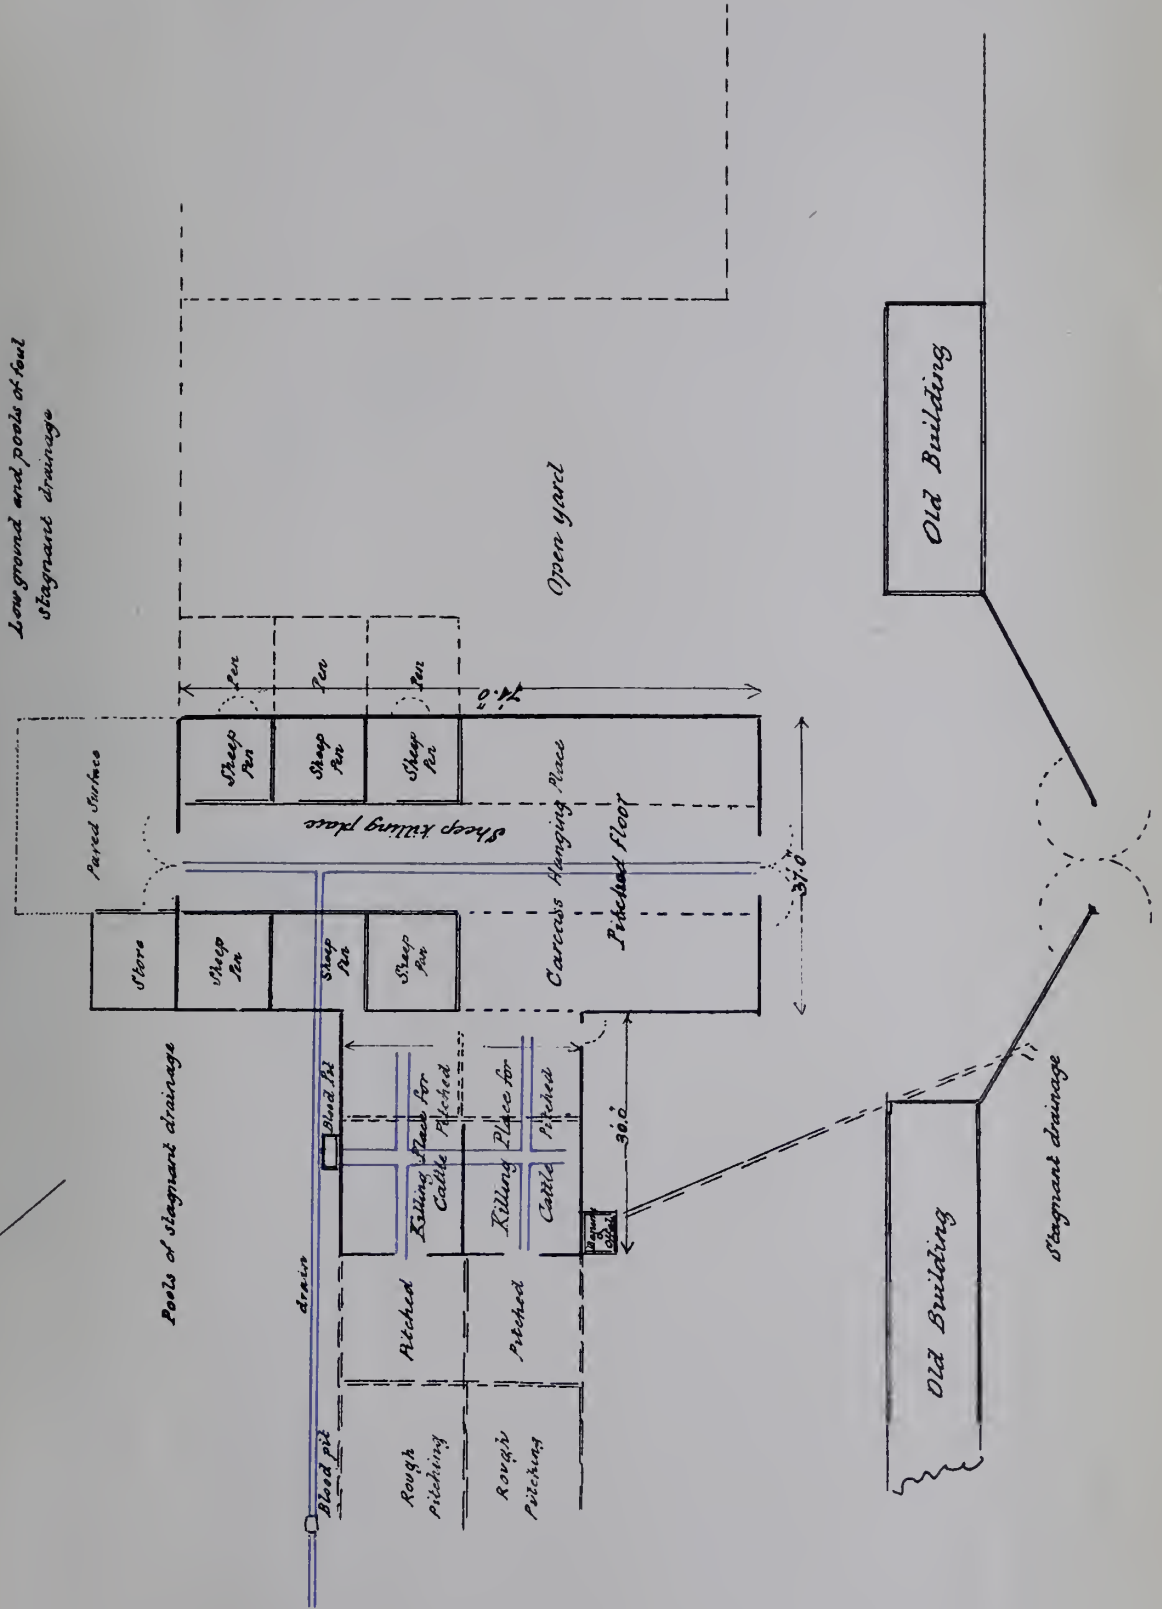 Low ground and pools of foul
stagnant drainage
Paved Surface
Store
Sheep
Pen
Sheep
Pen
Sheep
Pen
Sheep
Pen
Sheep
Pen
Sheep
Pen
Pen
Pen
Pen
Sheep killing place
Carcass Hanging Place
Pitched floor
37.0"
Open yard
Pools of stagnant drainage
drain
Blood Pit
Blood pit
Killing Place for
Cattle Pitched
Killing Place for
Cattle Pitched
30.0"
Pitched
Pitched
Rough
Pitching
Rough
Pitching
Old Building
Old Building
Stagnant drainage